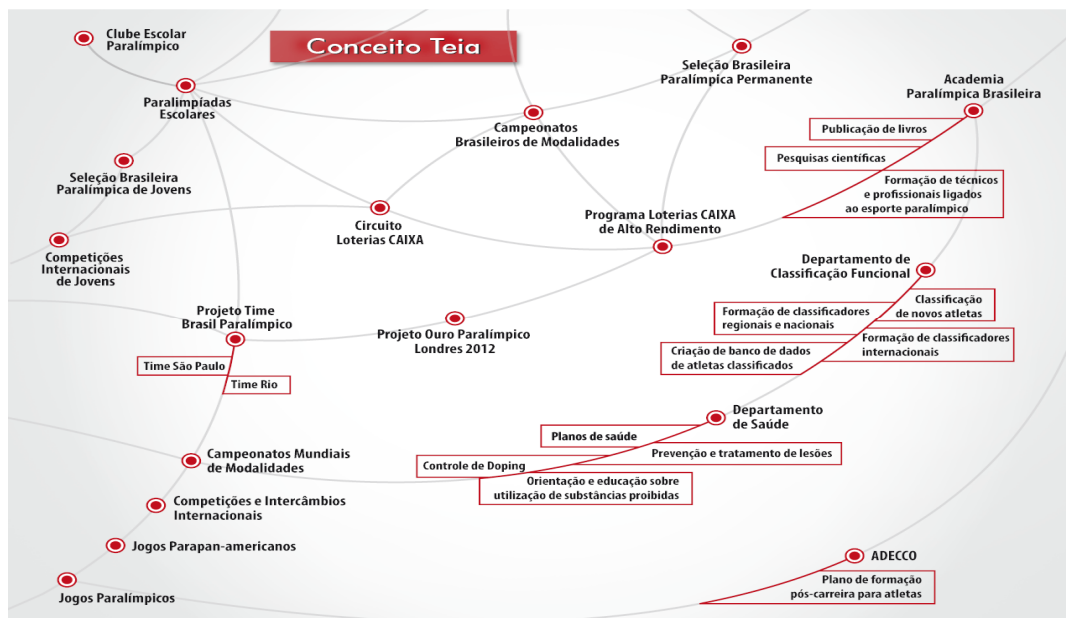 Conceito Teia
Clube Escolar
Paralímpico
Paralimpíadas
Escolares
Seleção Brasileira
Paralímpica de Jovens
Competições
Internacionais
de Jovens
Campeonatos
Brasileiros de Modalidades
Seleção Brasileira
Paralímpica Permanente
Circuito
Loterias CAIXA
Programa Loterias CAIXA
de Alto Rendimento
Academia
Paralímpica Brasileira
Publicação de livros
Pesquisas científicas
Formação de técnicos
e profissionais ligados
ao esporte paralímpico
Projeto Time
Brasil Paralímpico
Time São Paulo
Time Rio
Projeto Ouro Paralímpico
Londres 2012
Departamento de
Classificação Funcional
Classificação
de novos atletas
Formação de classificadores
regionais e nacionais
Formação de classificadores
internacionais
Criação de banco de dados
de atletas classificados
Departamento
de Saúde
Planos de saúde
Prevenção e tratamento de lesões
Controle de Doping
Orientação e educação sobre
utilização de substâncias proibidas
Campeonatos Mundiais
de Modalidades
Competições e Intercâmbios
Internacionais
Jogos Parapan-americanos
Jogos Paralímpicos
ADECCO
Plano de formação
pós-carreira para atletas